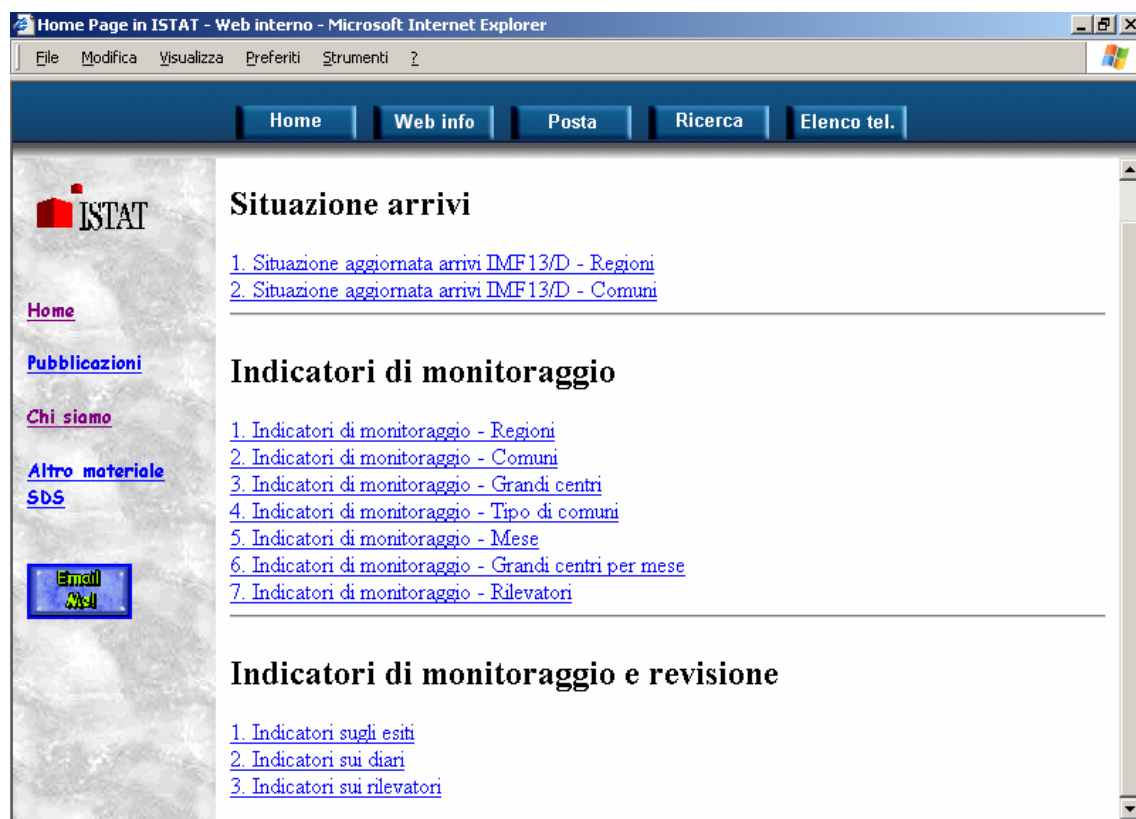 Home Page in ISTAT - Web interno - Microsoft Internet Explorer
File Modifica Visualizza Preferiti Strumenti ?
Home Web info Posta Ricerca Elenco tel.
ISTAT
Home
Pubblicazioni
Chi siamo
Altro materiale
SDS
Email
Situazione arrivi
1. Situazione aggiornata arrivi IMF13/D - Regioni
2. Situazione aggiornata arrivi IMF13/D - Comuni
Indicatori di monitoraggio
1. Indicatori di monitoraggio - Regioni
2. Indicatori di monitoraggio - Comuni
3. Indicatori di monitoraggio - Grandi centri
4. Indicatori di monitoraggio - Tipo di comuni
5. Indicatori di monitoraggio - Mese
6. Indicatori di monitoraggio - Grandi centri per mese
7. Indicatori di monitoraggio - Rilevatori
Indicatori di monitoraggio e revisione
1. Indicatori sugli esiti
2. Indicatori sui diari
3. Indicatori sui rilevatori